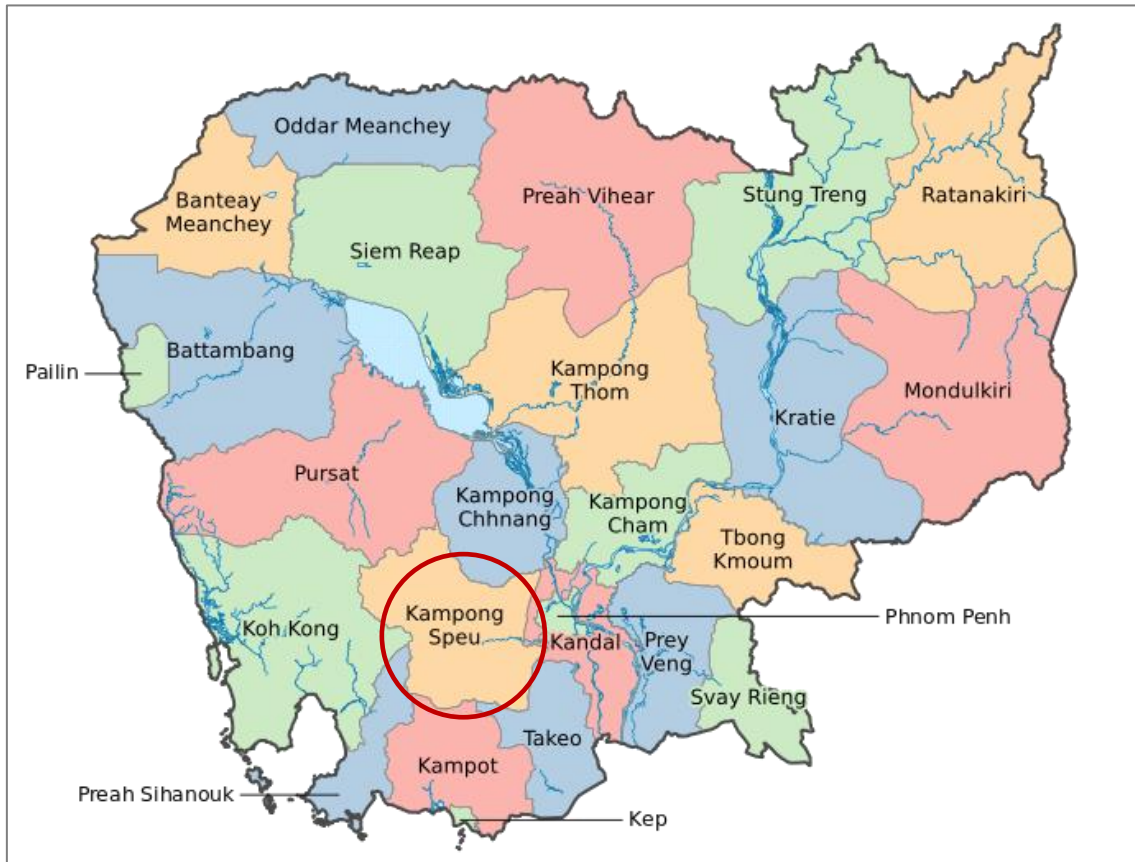 Oddar Meanchey
Banteay
Meanchey
Siem Reap
Preah Vihear
Stung Treng
Ratanakiri
Pailin
Battambang
Kampong
Thom
Kratie
Mondulkiri
Pursat
Kampong
Chhnang
Kampong
Cham
Tbong
Kmoum
Koh Kong
Kampong
Speu
Kandal
Phnom Penh
Prey
Veng
Svay Rieng
Takeo
Kampot
Preah Sihanouk
Kep